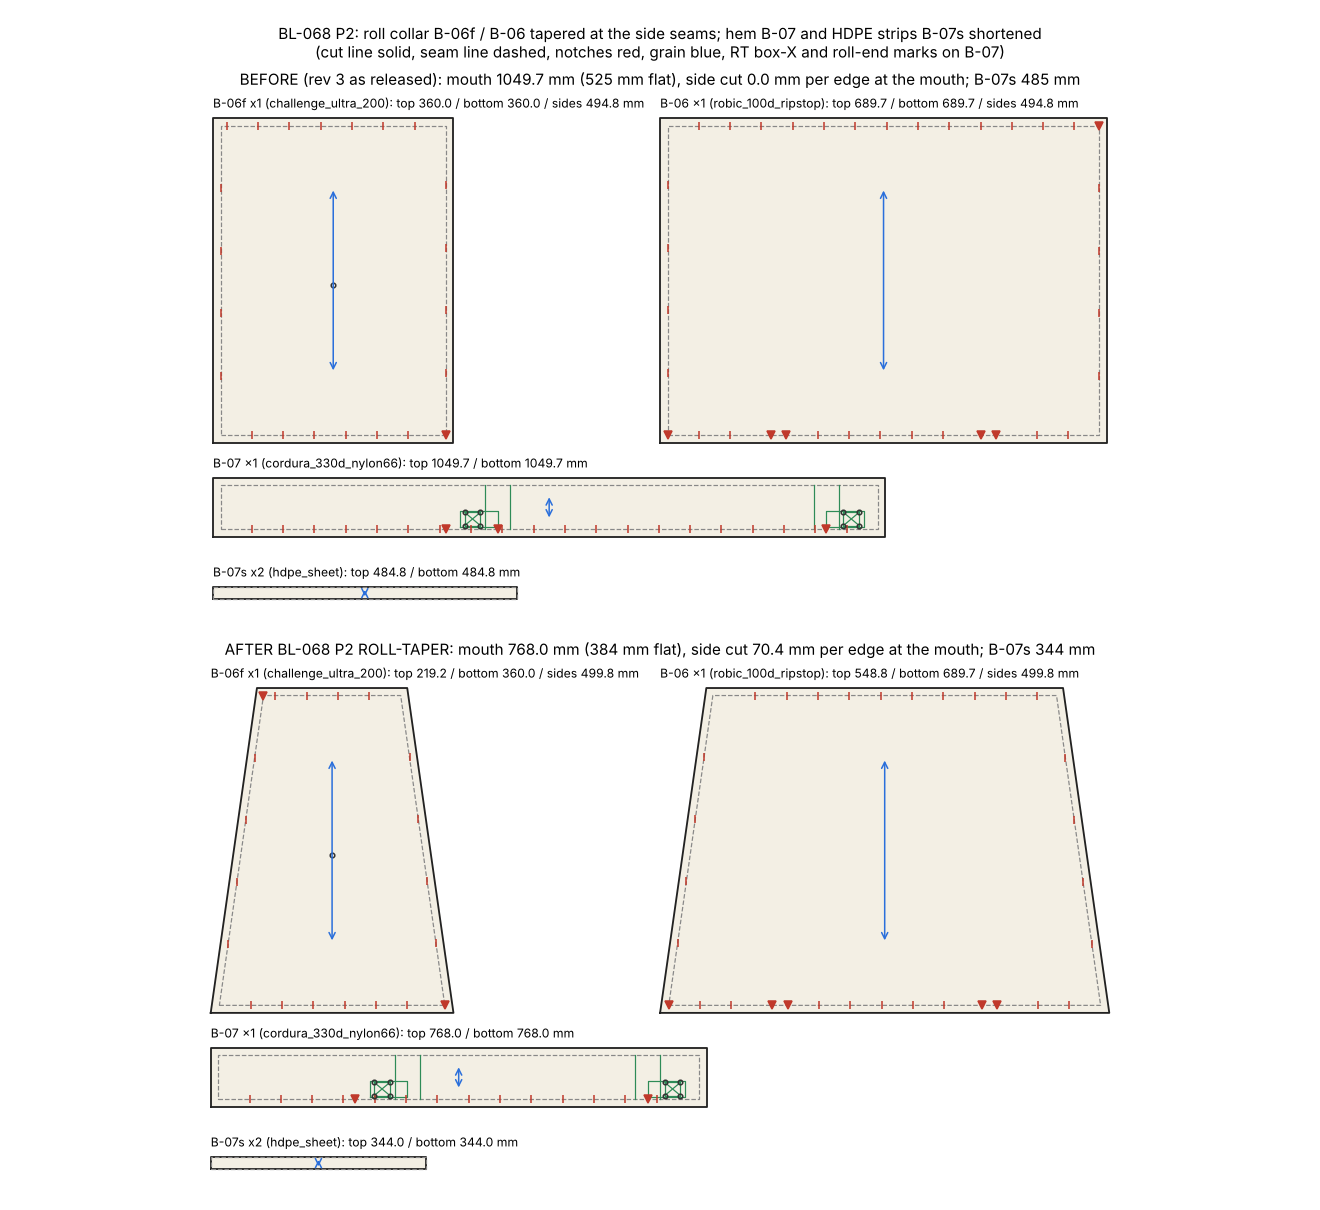 BL-068 P2: roll collar B-06f / B-06 tapered at the side seams; hem B-07 and HDPE strips B-07s shortened
(cut line solid, seam line dashed, notches red, grain blue, RT box-X and roll-end marks on B-07)
BEFORE (rev 3 as released): mouth 1049.7 mm (525 mm flat), side cut 0.0 mm per edge at the mouth; B-07s 485 mm
B-06f x1 (challenge_ultra_200): top 360.0 / bottom 360.0 / sides 494.8 mm
B-06 ×1 (robic_100d_ripstop): top 689.7 / bottom 689.7 / sides 494.8 mm
B-07 ×1 (cordura_330d_nylon66): top 1049.7 / bottom 1049.7 mm
B-07s x2 (hdpe_sheet): top 484.8 / bottom 484.8 mm
AFTER BL-068 P2 ROLL-TAPER: mouth 768.0 mm (384 mm flat), side cut 70.4 mm per edge at the mouth; B-07s 344 mm
B-06f x1 (challenge_ultra_200): top 219.2 / bottom 360.0 / sides 499.8 mm
B-06 ×1 (robic_100d_ripstop): top 548.8 / bottom 689.7 / sides 499.8 mm
B-07 ×1 (cordura_330d_nylon66): top 768.0 / bottom 768.0 mm
B-07s x2 (hdpe_sheet): top 344.0 / bottom 344.0 mm